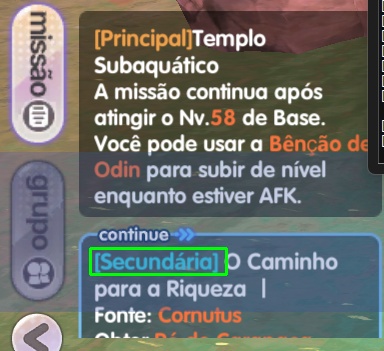 missão
[Principal]Templo
Subaquático
A missão continua após
atingir o Nv.58 de Base.
Você pode usar a Bênção de
Odin para subir de nível
enquanto estiver AFK.
grupo
continue
[Secundária] O Caminho
para a Riqueza |
Fonte: Cornutus